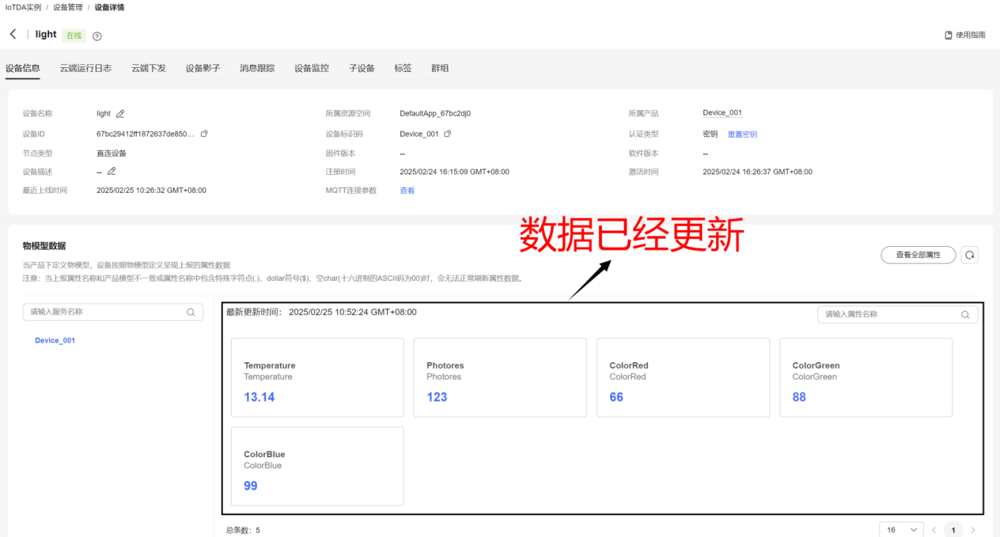 IoTDA实例 / 设备管理 / 设备详情
light 在线 使用指南
设备信息 云端运行日志 云端下发 设备影子 消息跟踪 设备监控 子设备 标签 群组
设备名称 light 所属资源空间 DefaultApp_67bc2dj0 所属产品 Device_001
设备ID 67bc29412ff1872637de850... 设备标识码 Device_001 认证类型 密钥 重置密钥
节点类型 直连设备 固件版本 -- 软件版本 --
设备描述 -- 注册时间 2025/02/24 16:15:09 GMT+08:00 激活时间 2025/02/24 16:26:37 GMT+08:00
最近上线时间 2025/02/25 10:26:32 GMT+08:00 MQTT连接参数 查看
数据已经更新
物模型数据
查看全部属性
当产品下定义物模型，设备按照物模型定义呈现上报的属性数据
注意：当上报属性名称和产品模型不一致或属性名称中包含特殊字符点(.)、dollar符号($)、空char(十六进制的ASCII码为00)时，会无法正常刷新属性数据。
请输入服务名称
Device_001
最新更新时间： 2025/02/25 10:52:24 GMT+08:00
请输入属性名称
Temperature Photores ColorRed ColorGreen
Temperature Photores ColorRed ColorGreen
13.14 123 66 88
ColorBlue
ColorBlue
99
总条数：5 16 1